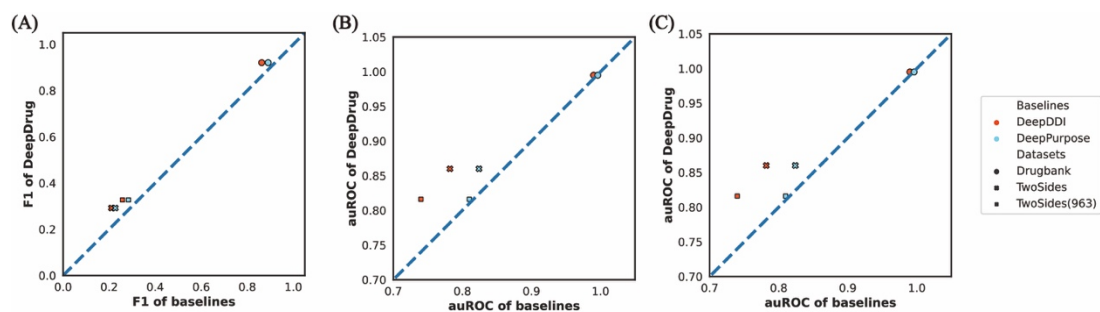 (A)
1.0
0.8
0.6
0.4
0.2
0.0
F1 of DeepDrug
0.0 0.2 0.4 0.6 0.8 1.0
F1 of baselines
(B)
1.05
1.00
0.95
0.90
0.85
0.80
0.75
0.70
auROC of DeepDrug
0.7 0.8 0.9 1.0
auROC of baselines
(C)
1.05
1.00
0.95
0.90
0.85
0.80
0.75
0.70
auROC of DeepDrug
0.7 0.8 0.9 1.0
auROC of baselines
Baselines
DeepDDI
DeepPurpose
Datasets
Drugbank
TwoSides
TwoSides(963)